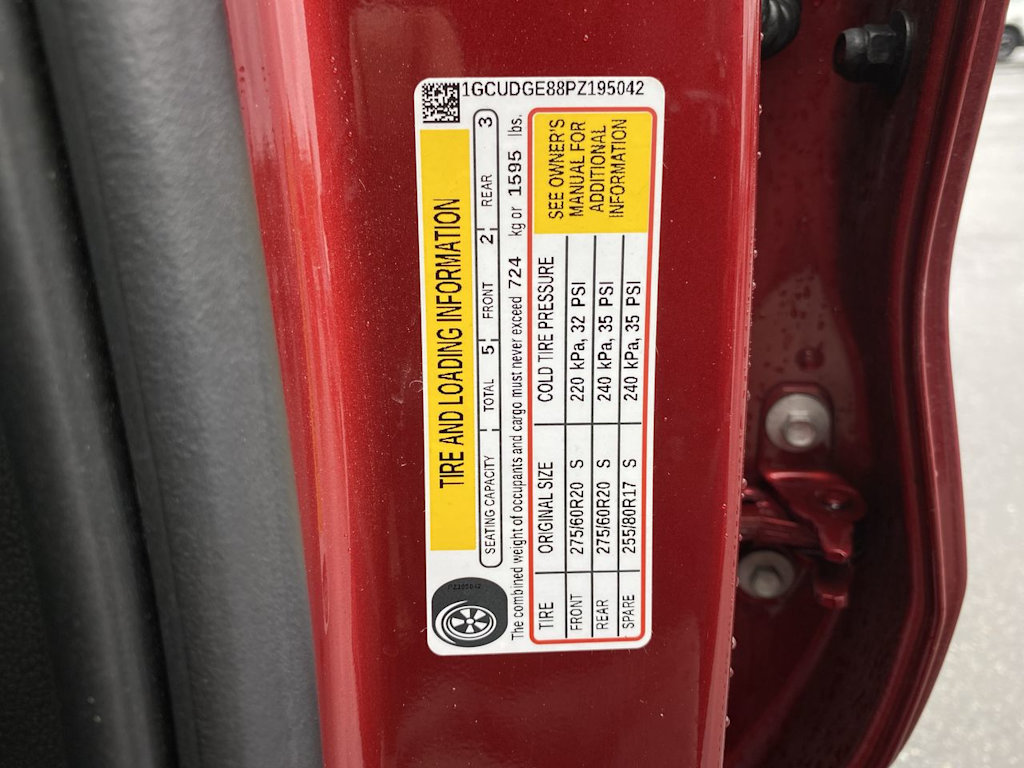 1GCUDGE88PZ195042
TIRE AND LOADING INFORMATION
SEATING CAPACITY TOTAL 5 FRONT 2 REAR 3
The combined weight of occupants and cargo must never exceed 724 kg or 1595 lbs.
TIRE ORIGINAL SIZE COLD TIRE PRESSURE
FRONT 275/60R20 S 220 kPa, 32 PSI
REAR 275/60R20 S 240 kPa, 35 PSI
SPARE 255/80R17 S 240 kPa, 35 PSI
SEE OWNER'S
MANUAL FOR
ADDITIONAL
INFORMATION
PZ195042